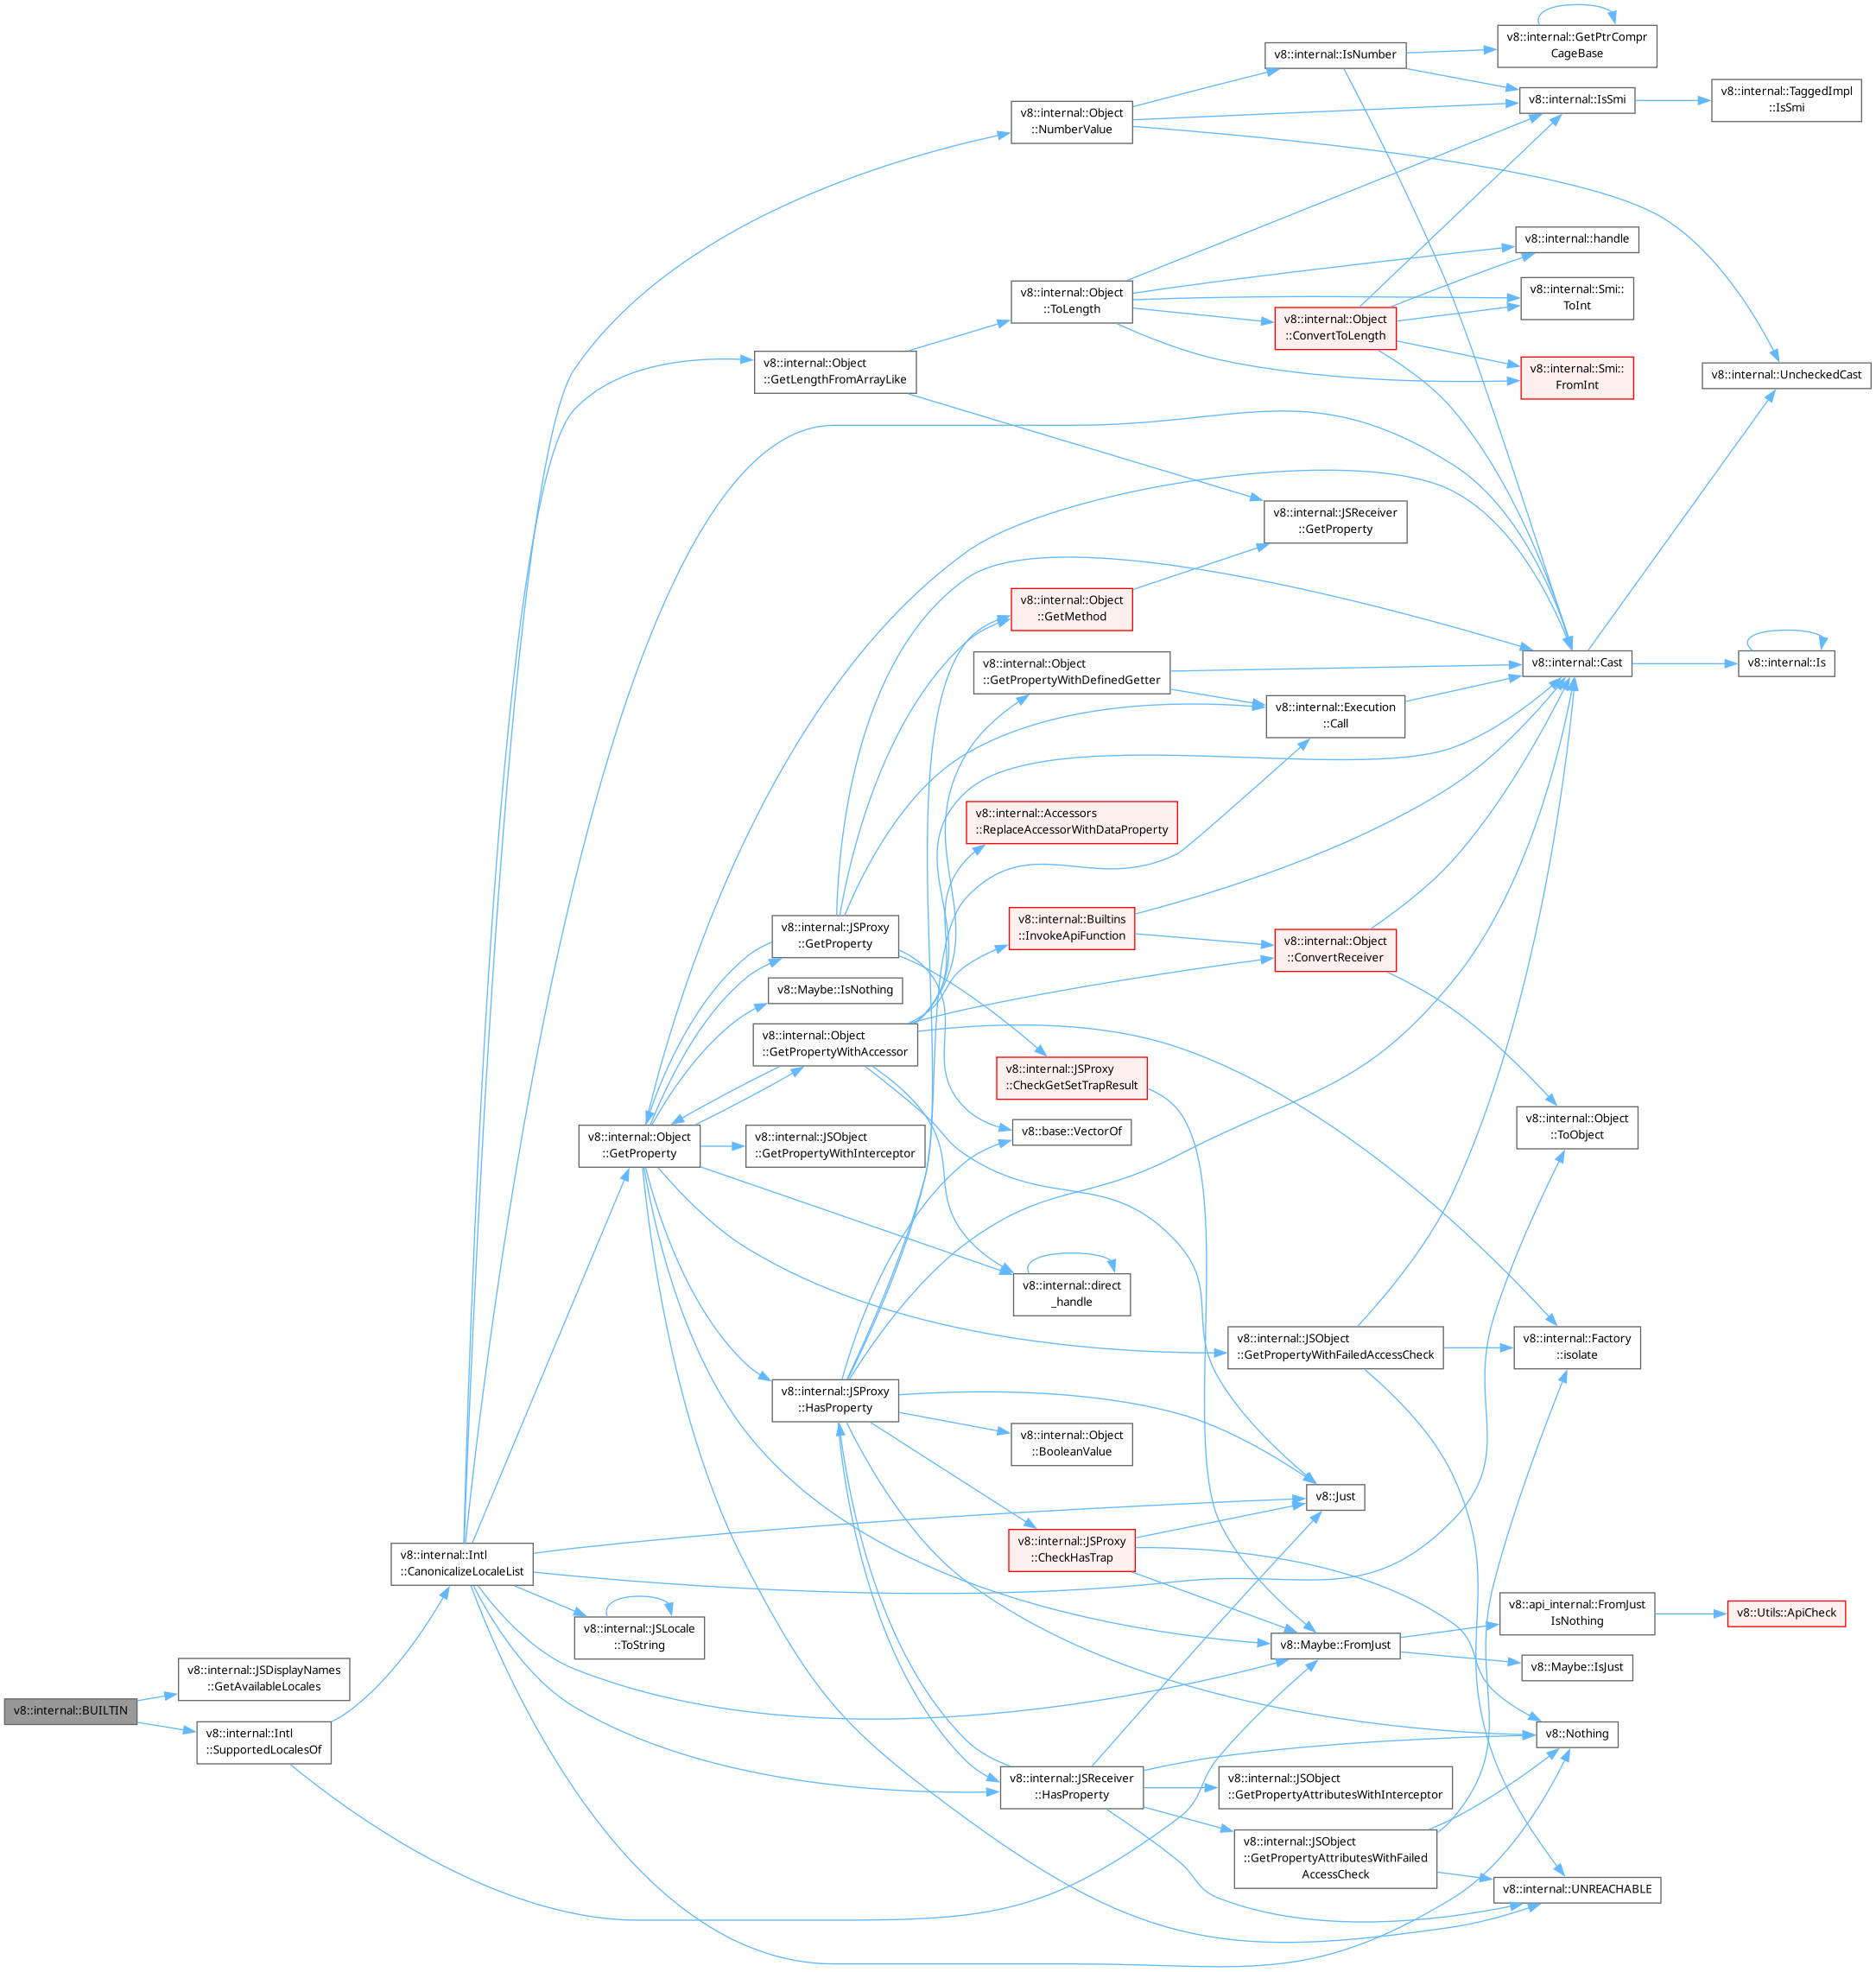 v8::internal::GetPtrCompr
CageBase
v8::internal::IsNumber
v8::internal::TaggedImpl
::IsSmi
v8::internal::IsSmi
v8::internal::Object
::NumberValue
v8::internal::handle
v8::internal::Smi::
ToInt
v8::internal::Object
::ToLength
v8::internal::Object
::ConvertToLength
v8::internal::Smi::
FromInt
v8::internal::Object
::GetLengthFromArrayLike
v8::internal::UncheckedCast
v8::internal::JSReceiver
::GetProperty
v8::internal::Object
::GetMethod
v8::internal::Object
::GetPropertyWithDefinedGetter
v8::internal::Cast
v8::internal::Is
v8::internal::Execution
::Call
v8::internal::Accessors
::ReplaceAccessorWithDataProperty
v8::internal::JSProxy
::GetProperty
v8::internal::Builtins
::InvokeApiFunction
v8::internal::Object
::ConvertReceiver
v8::Maybe::IsNothing
v8::internal::Object
::GetPropertyWithAccessor
v8::internal::JSProxy
::CheckGetSetTrapResult
v8::base::VectorOf
v8::internal::Object
::ToObject
v8::internal::Object
::GetProperty
v8::internal::JSObject
::GetPropertyWithInterceptor
v8::internal::direct
_handle
v8::internal::JSObject
::GetPropertyWithFailedAccessCheck
v8::internal::Factory
::isolate
v8::internal::JSProxy
::HasProperty
v8::internal::Object
::BooleanValue
v8::Just
v8::internal::JSProxy
::CheckHasTrap
v8::internal::Intl
::CanonicalizeLocaleList
v8::internal::JSLocale
::ToString
v8::api_internal::FromJust
IsNothing
v8::Utils::ApiCheck
v8::Maybe::FromJust
v8::Maybe::IsJust
v8::internal::JSDisplayNames
::GetAvailableLocales
v8::internal::BUILTIN
v8::internal::Intl
::SupportedLocalesOf
v8::Nothing
v8::internal::JSReceiver
::HasProperty
v8::internal::JSObject
::GetPropertyAttributesWithInterceptor
v8::internal::JSObject
::GetPropertyAttributesWithFailed
AccessCheck
v8::internal::UNREACHABLE